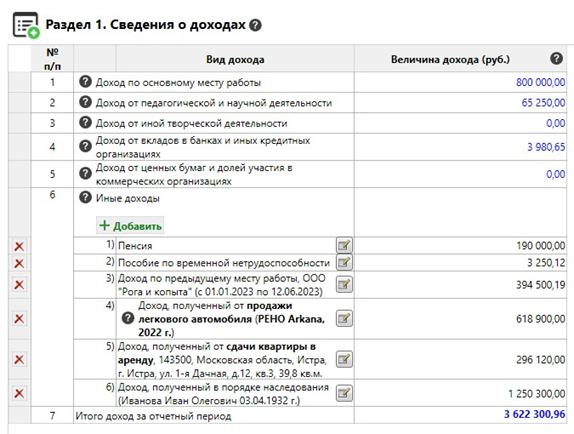 Раздел 1. Сведения о доходах
№ п/п Вид дохода Величина дохода (руб.)
1 Доход по основному месту работы 800 000,00
2 Доход от педагогической и научной деятельности 65 250,00
3 Доход от иной творческой деятельности 0,00
4 Доход от вкладов в банках и иных кредитных
организациях 3 980,65
5 Доход от ценных бумаг и долей участия в
коммерческих организациях 0,00
6 Иные доходы
+ Добавить
1) Пенсия 190 000,00
2) Пособие по временной нетрудоспособности 3 250,12
3) Доход по предыдущему месту работы, ООО
"Рога и копыта" (с 01.01.2023 по 12.06.2023) 394 500,19
4) Доход, полученный от продажи
легкового автомобиля (РЕНО Arkana,
2022 г.) 618 900,00
5) Доход, полученный от сдачи квартиры в
аренду, 143500, Московская область, Истра,
г. Истра, ул. 1-я Дачная, д.12, кв.3, 39,8 кв.м. 296 120,00
6) Доход, полученный в порядке наследования
(Иванова Иван Олегович 03.04.1932 г.) 1 250 300,00
7 Итого доход за отчетный период 3 622 300,96